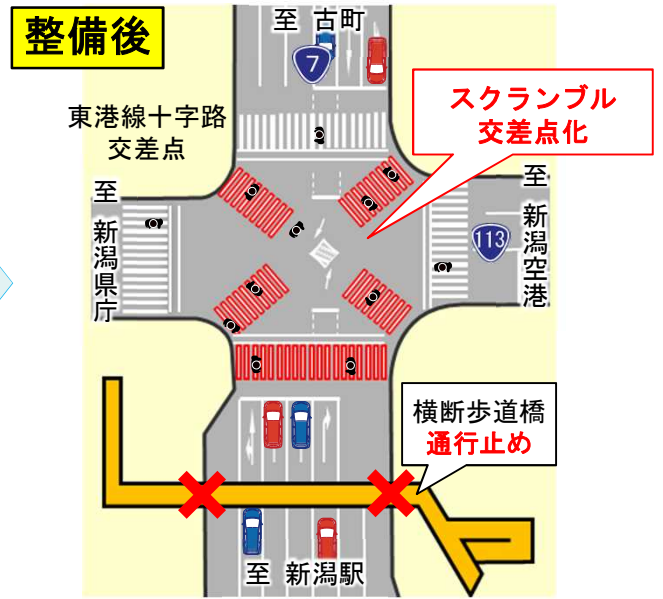 整備後
至 古町
7
スクランブル
交差点化
東港線十字路
交差点
至 新潟県庁
至 新潟空港
113
横断歩道橋
通行止め
至 新潟駅